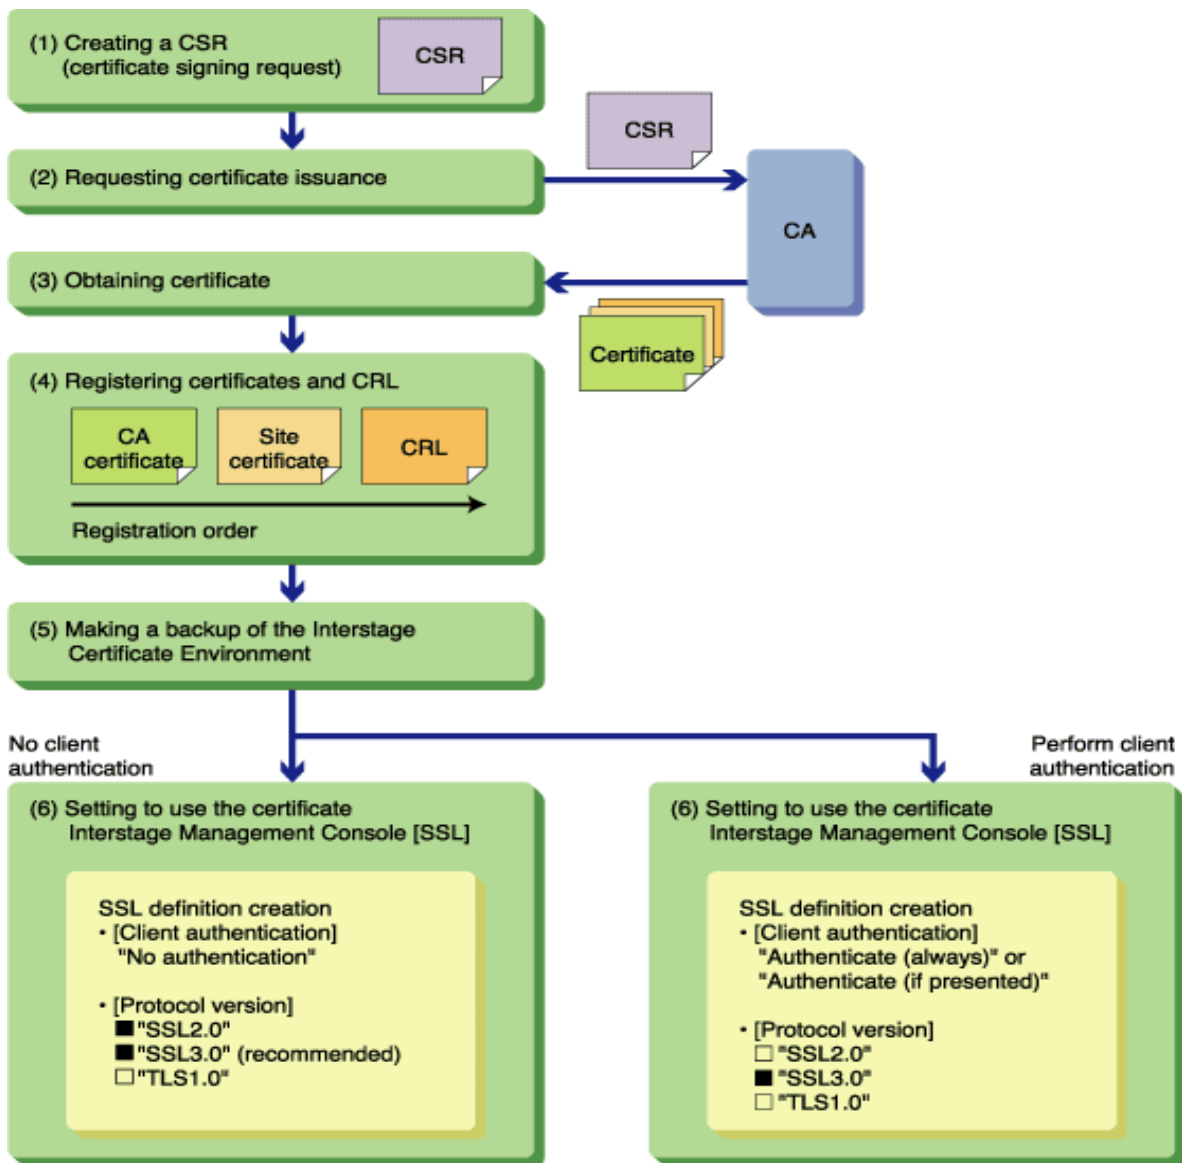 (1) Creating a CSR
(certificate signing request)
CSR
CSR
(2) Requesting certificate issuance
CA
(3) Obtaining certificate
Certificate
(4) Registering certificates and CRL
CA
certificate
Site
certificate
CRL
Registration order
(5) Making a backup of the Interstage
Certificate Environment
No client
authentication
Perform client
authentication
(6) Setting to use the certificate
Interstage Management Console [SSL]
SSL definition creation
• [Client authentication]
"No authentication"
• [Protocol version]
■"SSL2.0"
■"SSL3.0" (recommended)
□"TLS1.0"
(6) Setting to use the certificate
Interstage Management Console [SSL]
SSL definition creation
• [Client authentication]
"Authenticate (always)" or
"Authenticate (if presented)"
• [Protocol version]
□"SSL2.0"
■"SSL3.0"
□"TLS1.0"